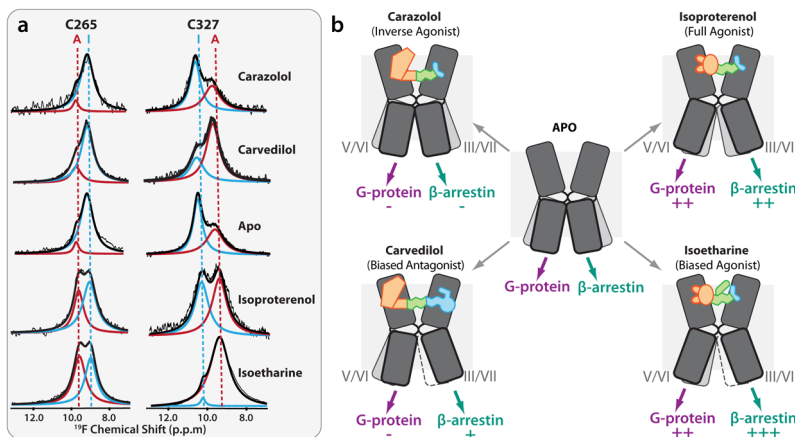 a
C265
C327
A
I
I
A
Carazolol
Carvedilol
Apo
Isoproterenol
Isoetharine
12.0
10.0
8.0
12.0
10.0
8.0
¹⁹F Chemical Shift (p.p.m)
b
Carazolol
(Inverse Agonist)
V/VI
III/VII
G-protein
-
β-arrestin
-
Isoproterenol
(Full Agonist)
V/VI
III/VII
G-protein
++
β-arrestin
++
APO
G-protein
β-arrestin
Carvedilol
(Biased Antagonist)
V/VI
III/VII
G-protein
-
β-arrestin
+
Isoetharine
(Biased Agonist)
V/VI
III/VII
G-protein
++
β-arrestin
+++